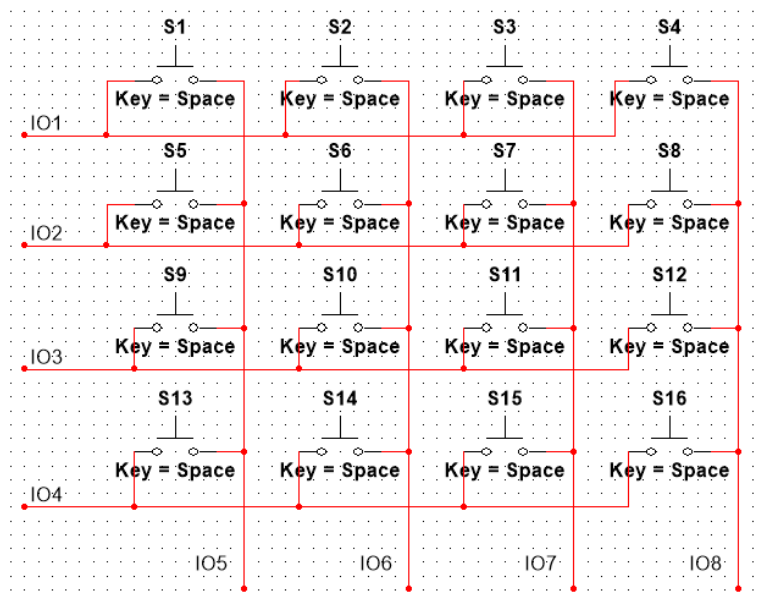 S1 S2 S3 S4
Key = Space Key = Space Key = Space Key = Space
IO1
S5 S6 S7 S8
Key = Space Key = Space Key = Space Key = Space
IO2
S9 S10 S11 S12
Key = Space Key = Space Key = Space Key = Space
IO3
S13 S14 S15 S16
Key = Space Key = Space Key = Space Key = Space
IO4
IO5 IO6 IO7 IO8